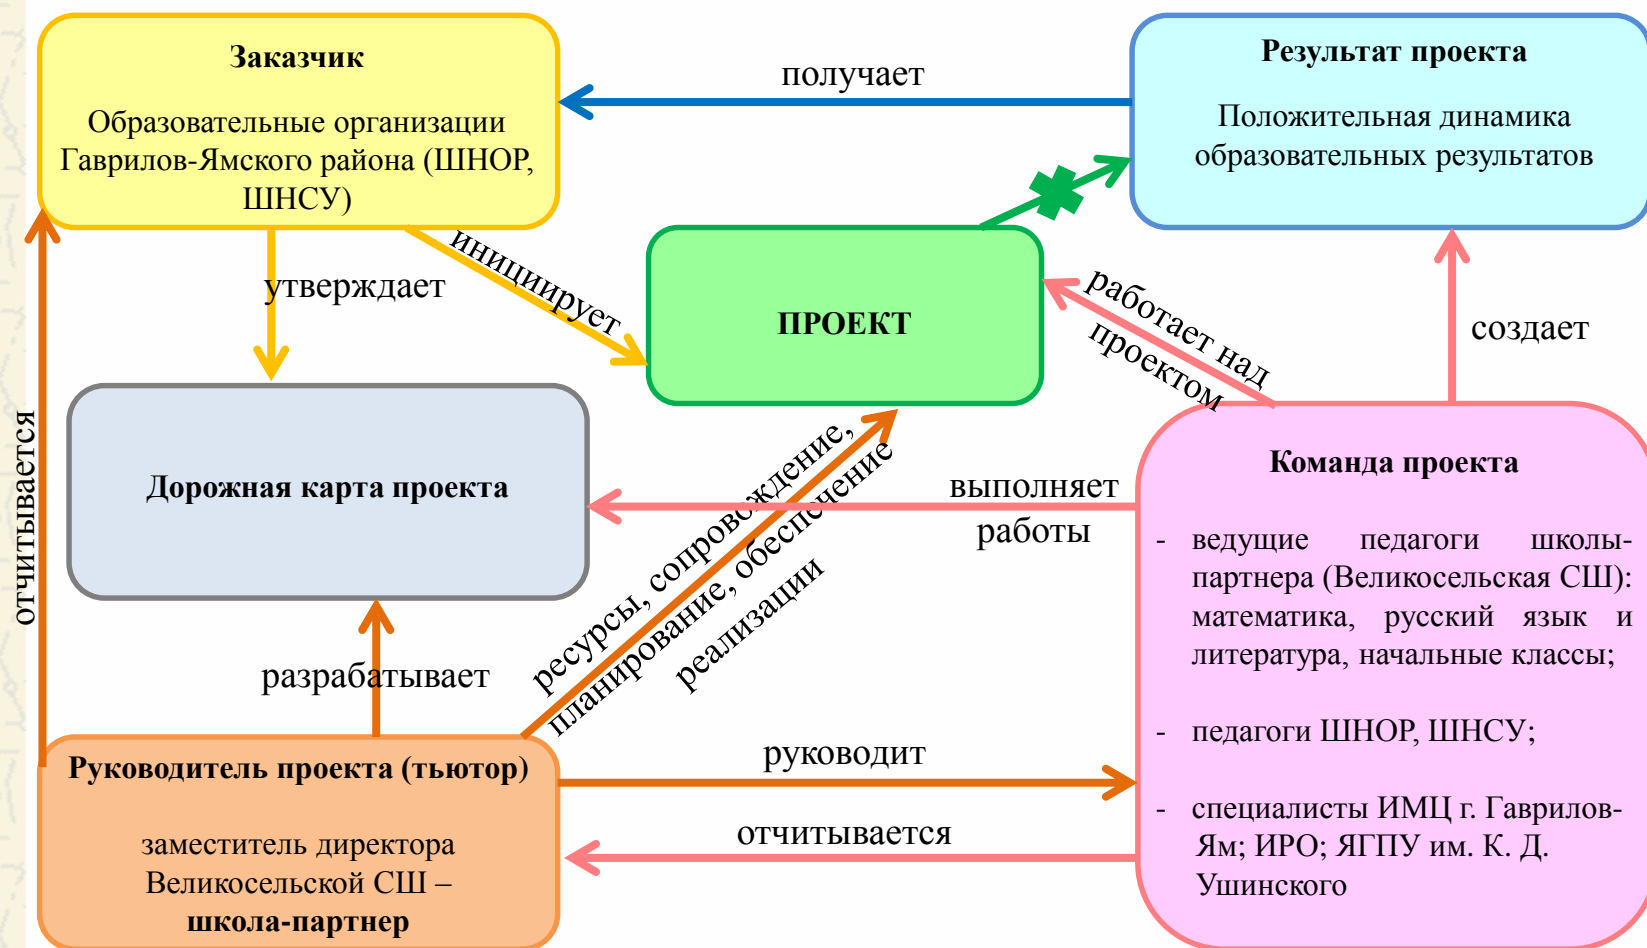 Заказчик
Образовательные организации
Гаврилов-Ямского района (ШНОР,
ШНСУ)
получает
Результат проекта
Положительная динамика
образовательных результатов
утверждает
инициирует
ПРОЕКТ
работает над
проектом
создает
отчитывается
Дорожная карта проекта
ресурсы, сопровождение,
планирование, обеспечение
реализации
выполняет
работы
разрабатывает
Команда проекта
- ведущие педагоги школы-
партнера (Великосельская СШ):
математика, русский язык и
литература, начальные классы;
- педагоги ШНОР, ШНСУ;
- специалисты ИМЦ г. Гаврилов-
Ям; ИРО; ЯГПУ им. К. Д.
Ушинского
Руководитель проекта (тьютор)
заместитель директора
Великосельской СШ –
школа-партнер
руководит
отчитывается